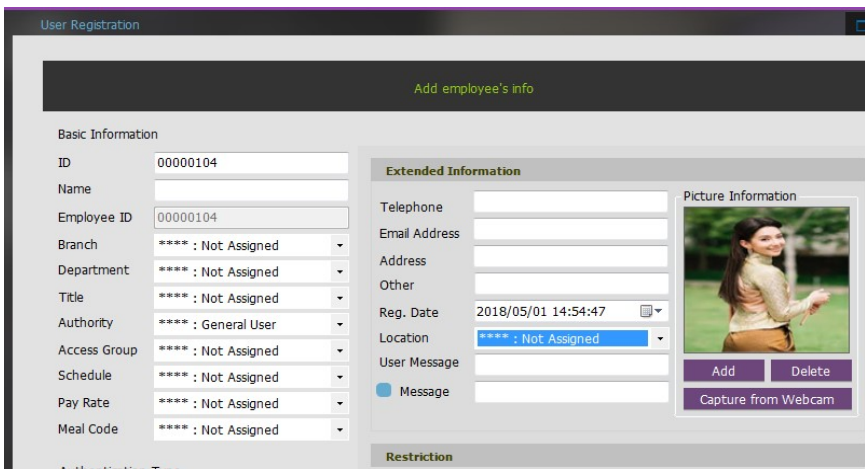 User Registration
Add employee's info
Basic Information
ID 00000104
Name
Employee ID 00000104
Branch **** : Not Assigned
Department **** : Not Assigned
Title **** : Not Assigned
Authority **** : General User
Access Group **** : Not Assigned
Schedule **** : Not Assigned
Pay Rate **** : Not Assigned
Meal Code **** : Not Assigned
Extended Information
Telephone
Email Address
Address
Other
Reg. Date 2018/05/01 14:54:47
Location **** : Not Assigned
User Message
Message
Picture Information
Add Delete
Capture from Webcam
Restriction